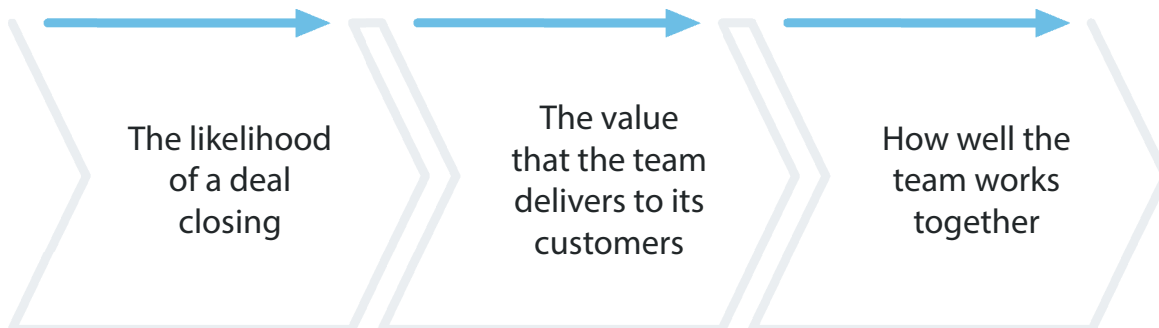 The likelihood
of a deal
closing
The value
that the team
delivers to its
customers
How well the
team works
together